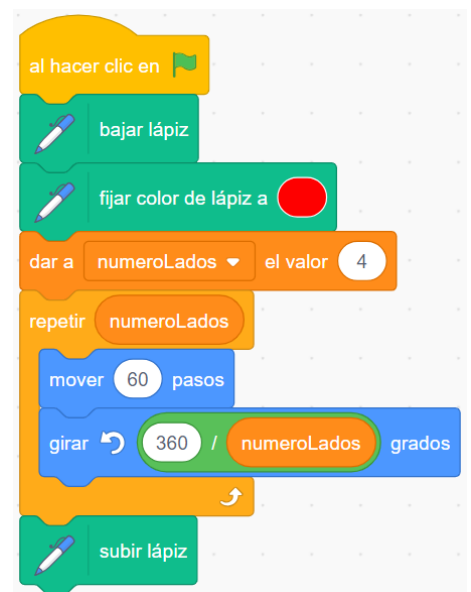 al hacer clic en
bajar lápiz
fijar color de lápiz a
dar a numeroLados el valor 4
repetir numeroLados
mover 60 pasos
girar 360 / numeroLados grados
subir lápiz